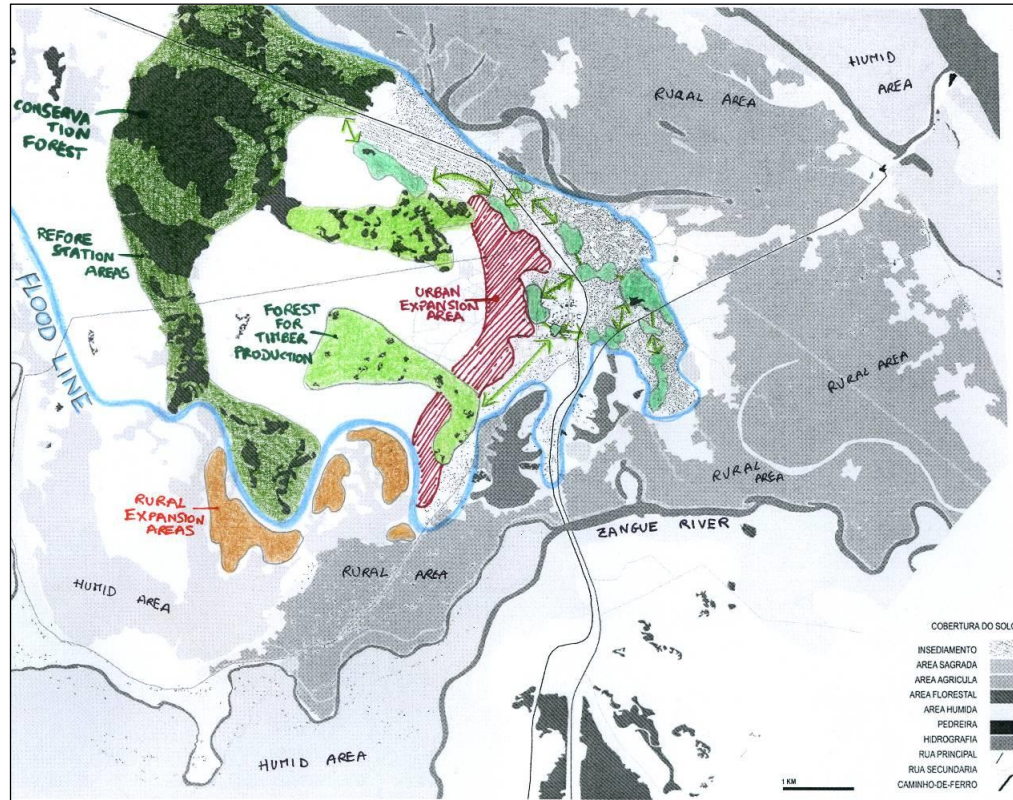 HUMID
AREA
RURAL AREA
CONSERVA
TION
FOREST
REFORE
STATION
AREAS
FLOOD LINE
URBAN
EXPANSION
AREA
FOREST
FOR
TIMBER
PRODUCTION
RURAL AREA
RURAL
AREA
RURAL
EXPANSION
AREAS
ZANGUE RIVER
RURAL AREA
HUMID AREA
HUMID AREA
1 KM
COBERTURA DO SOLO
INSEDIAMENTO
AREA SAGRADA
AREA AGRICULA
AREA FLORESTAL
AREA HUMIDA
PEDREIRA
HIDROGRAFIA
RUA PRINCIPAL
RUA SECUNDARIA
CAMINHO-DE-FERRO